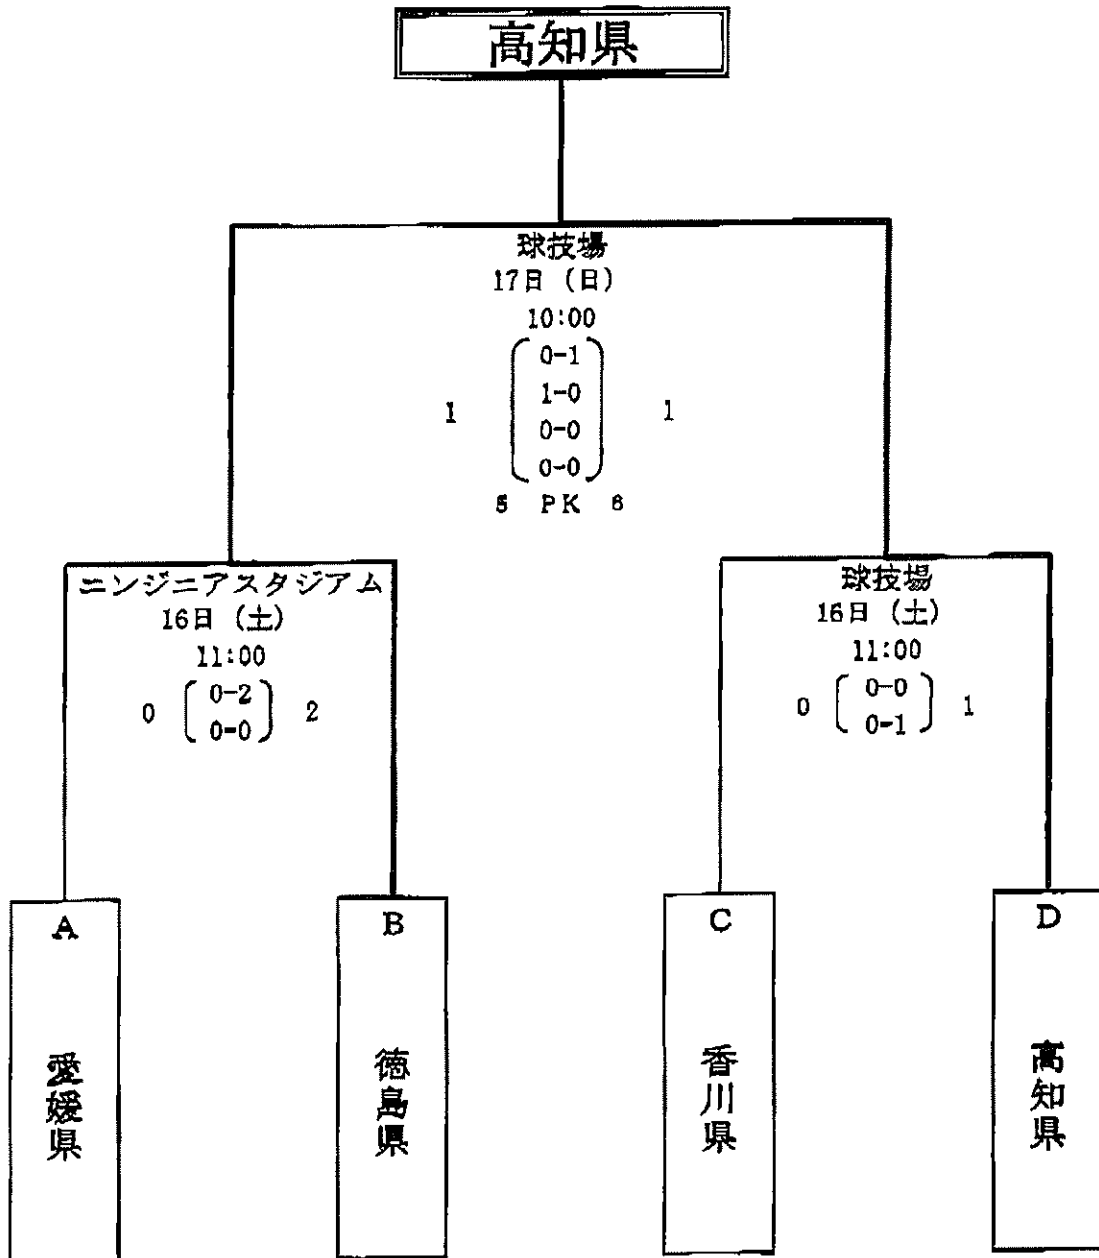 高知県
球技場
17日 (日)
10:00
0-1
1-0
1 1
0-0
0-0
5 PK 6
ニンジニアスタジアム
16日 (土)
11:00
0-2
0 2
0-0
球技場
16日 (土)
11:00
0-0
0 1
0-1
A
愛媛県
B
徳島県
C
香川県
D
高知県